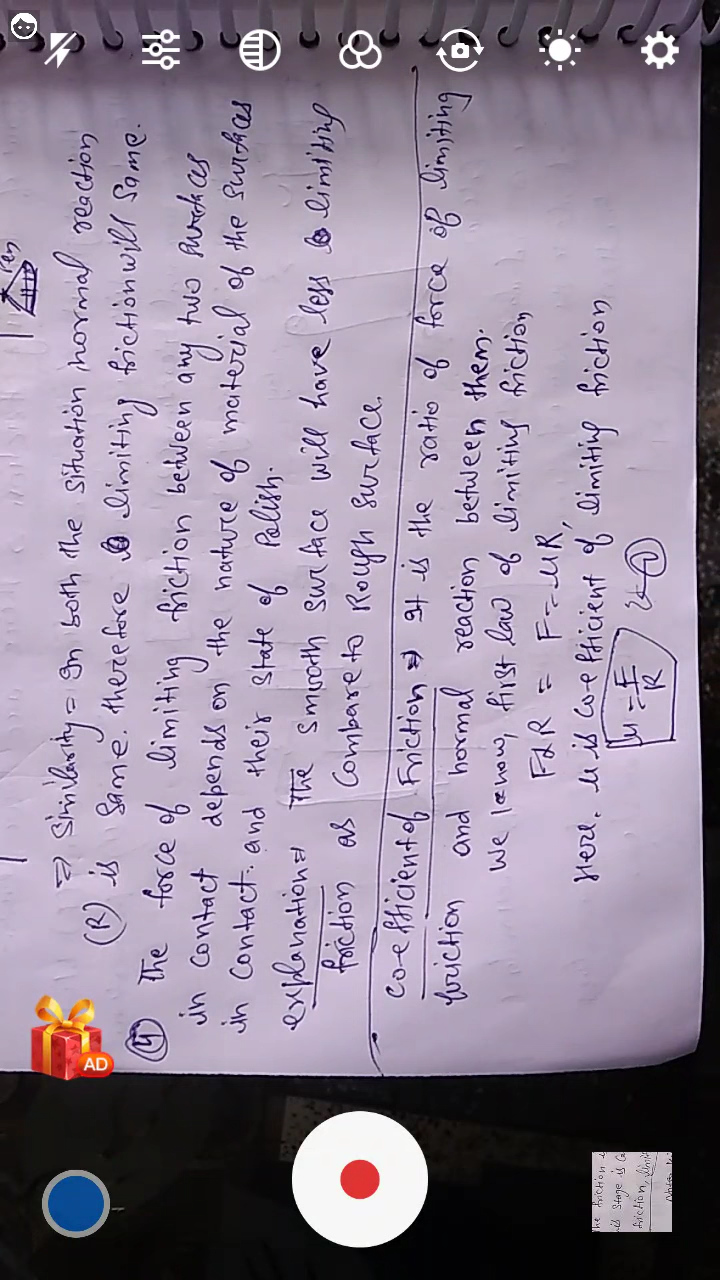 ⇒ Similarity = In both the situation normal reaction
(R) is same. therefore limiting friction will same.
(4) The force of limiting friction between any two surfaces
in contact depends on the nature of material of the surfaces
in contact. and their state of Polish.
explanation ⇒ The smooth surface will have less limiting
friction as compare to Rough surface.
Co-efficient of Friction ⇒ It is the ratio of force of limiting
friction and normal reaction between them.
we know, first law of limiting friction
F∝R = F = μR,
Here. μ is co-efficient of limiting friction
μ = F/R
AD